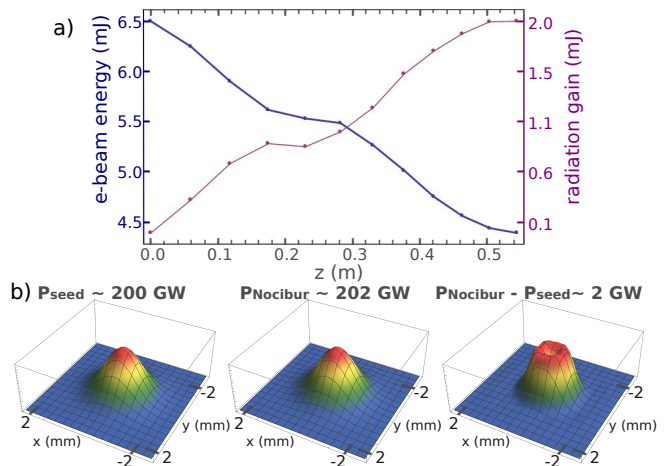 a)
e-beam energy (mJ)
6.5
6.0
5.5
5.0
4.5
2.0
1.5
1.1
0.6
0.1
radiation gain (mJ)
0.0 0.1 0.2 0.3 0.4 0.5
z (m)
b)
Pseed ~ 200 GW
PNocibur ~ 202 GW
PNocibur - Pseed~ 2 GW
2 x (mm) -2 2 y (mm) -2
2 x (mm) -2 2 y (mm) -2
2 x (mm) -2 2 y (mm) -2